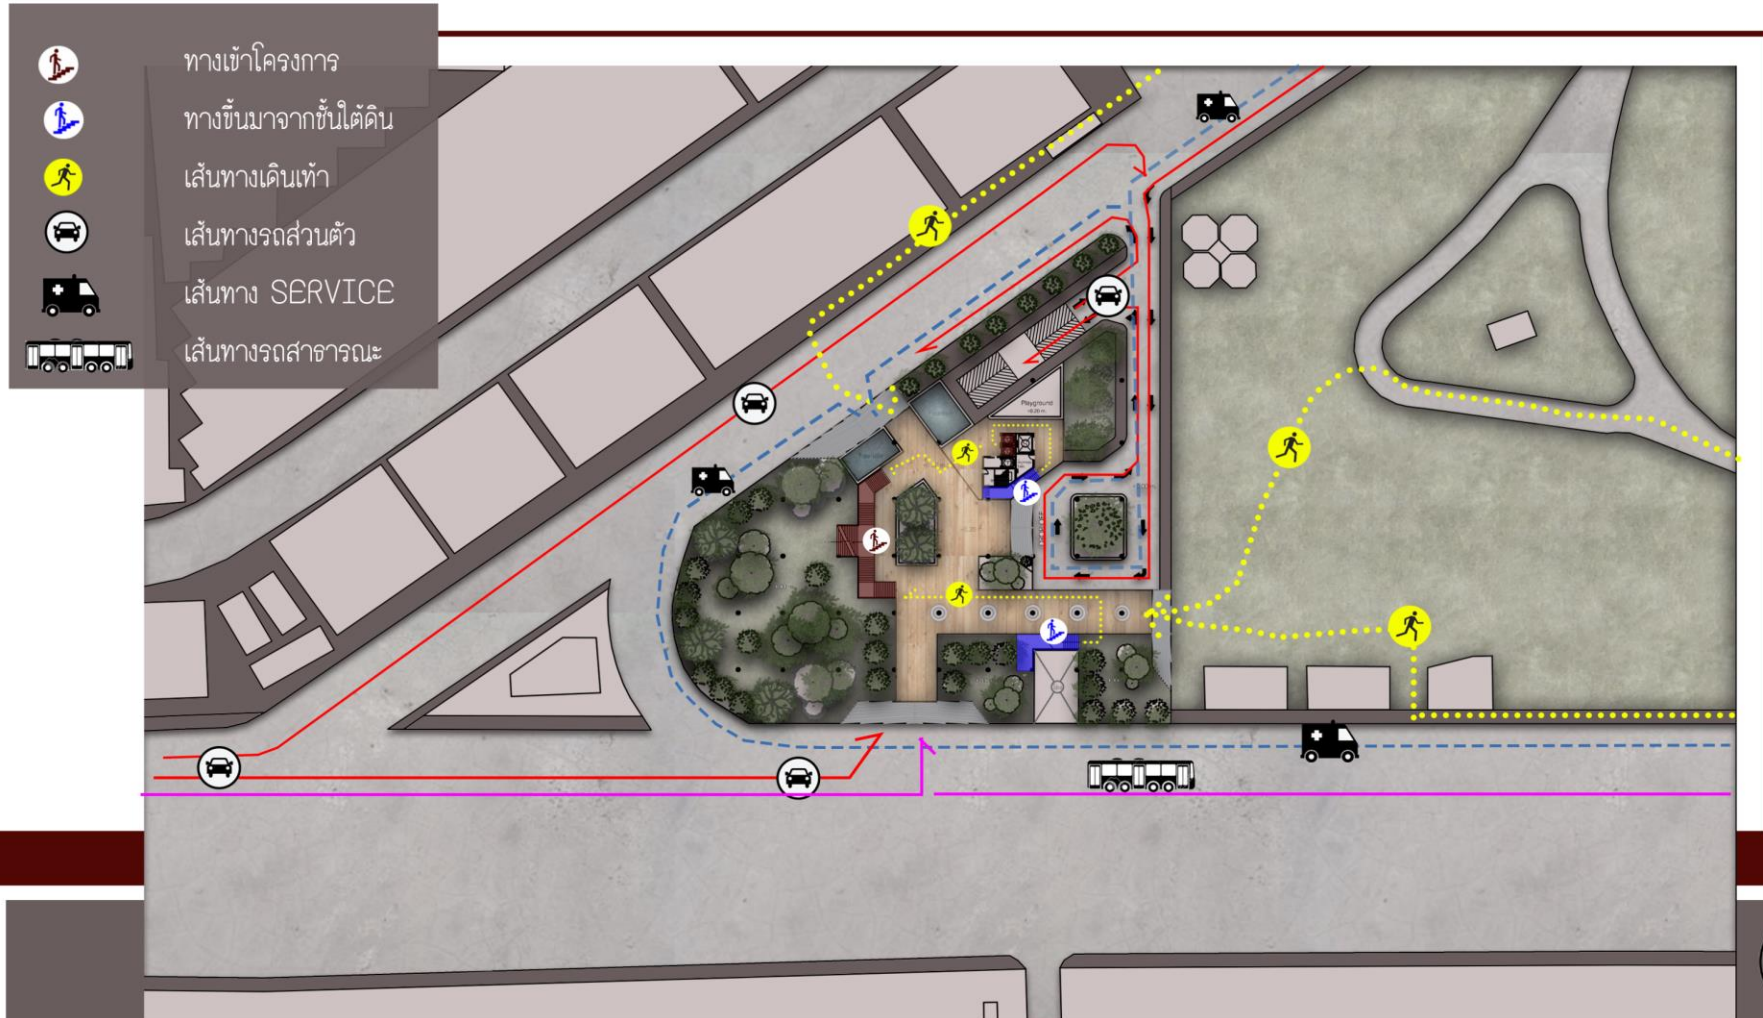 ทางเข้าโครงการ
ทางขึ้นมาจากชั้นใต้ดิน
เส้นทางเดินเท้า
เส้นทางรถส่วนตัว
เส้นทาง SERVICE
เส้นทางรถสาธารณะ
Playground